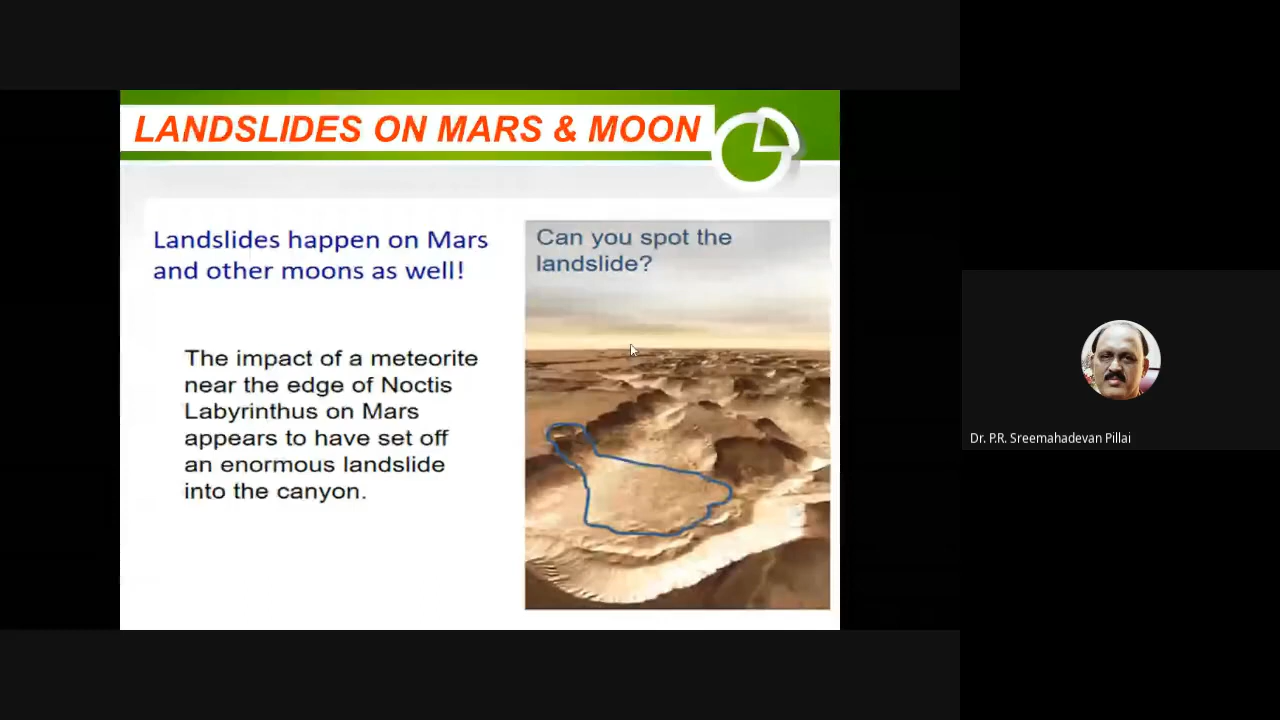 LANDSLIDES ON MARS & MOON
Landslides happen on Mars
and other moons as well!
The impact of a meteorite
near the edge of Noctis
Labyrinthus on Mars
appears to have set off
an enormous landslide
into the canyon.
Can you spot the
landslide?
Dr. P.R. Sreemahadevan Pillai